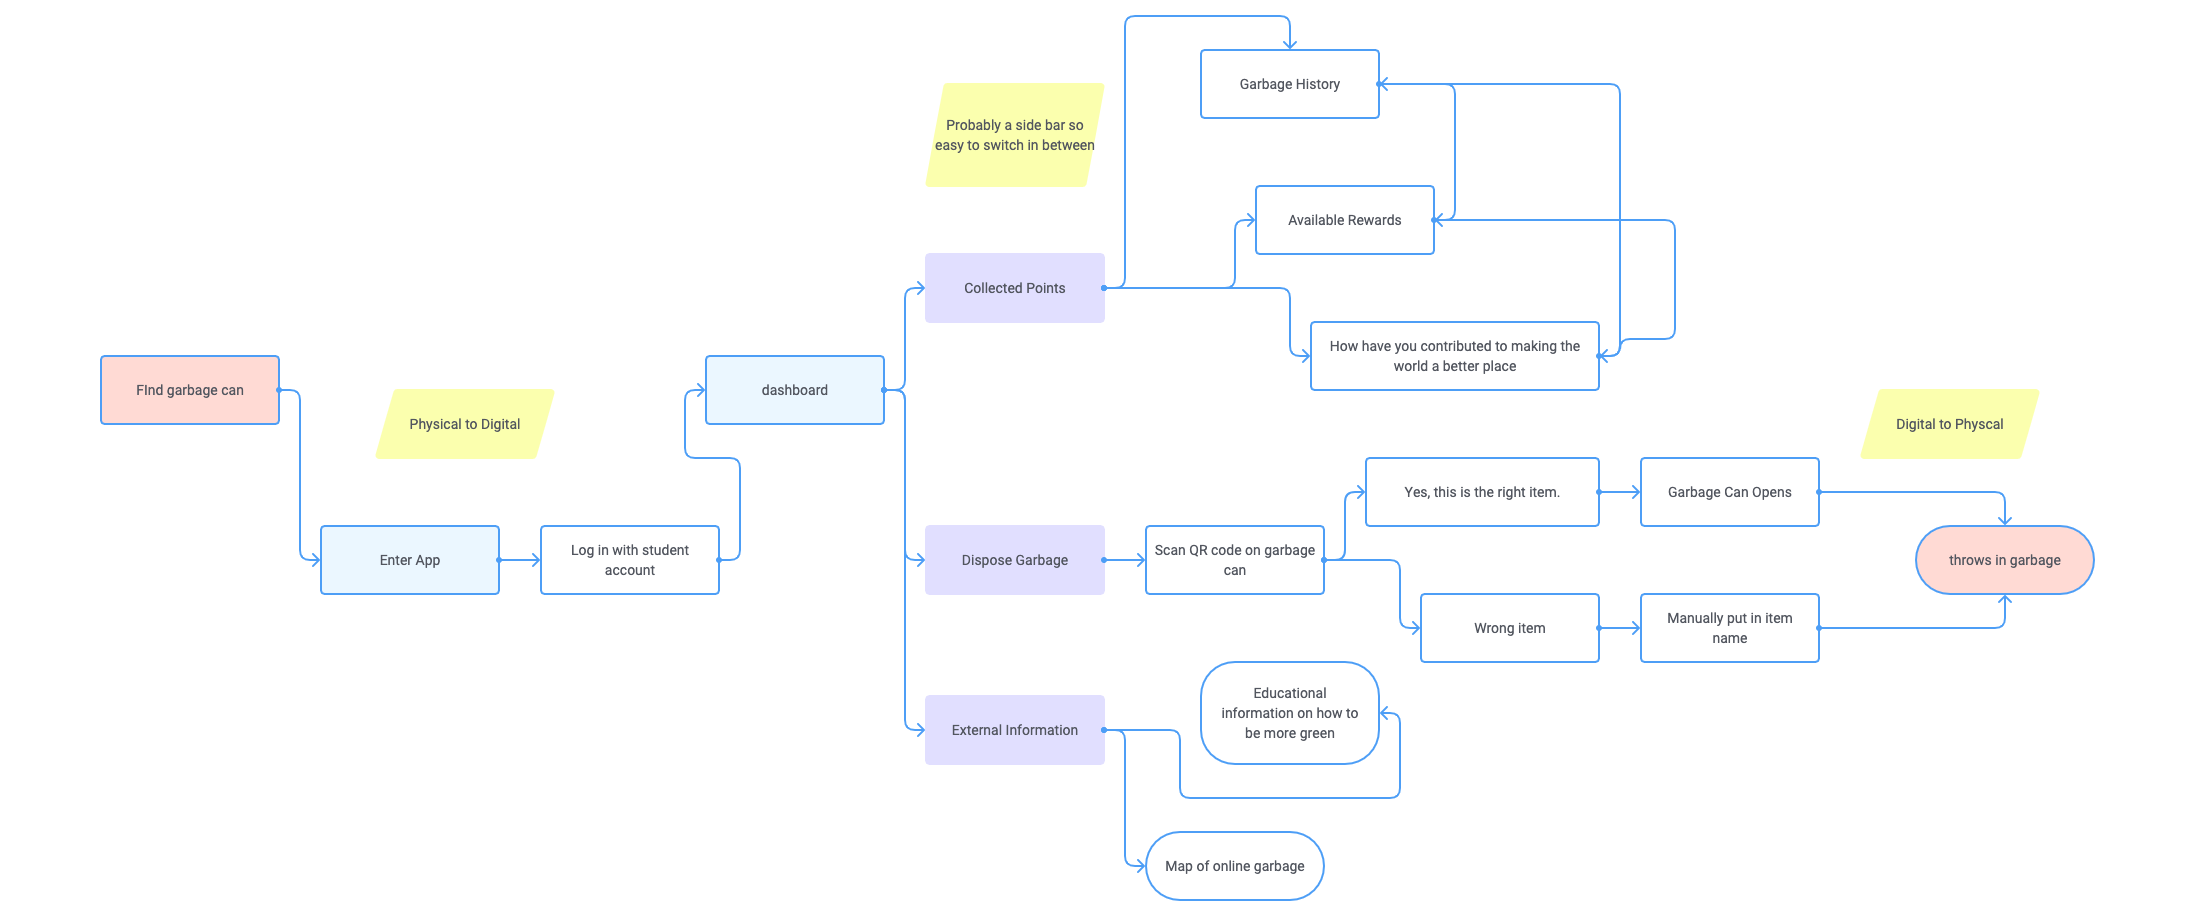 Garbage History
Probably a side bar so
easy to switch in between
Available Rewards
Collected Points
How have you contributed to making the
world a better place
FInd garbage can
dashboard
Physical to Digital
Digital to Physcal
Yes, this is the right item.
Garbage Can Opens
Enter App
Log in with student
account
Dispose Garbage
Scan QR code on garbage
can
throws in garbage
Wrong item
Manually put in item
name
External Information
Educational
information on how to
be more green
Map of online garbage